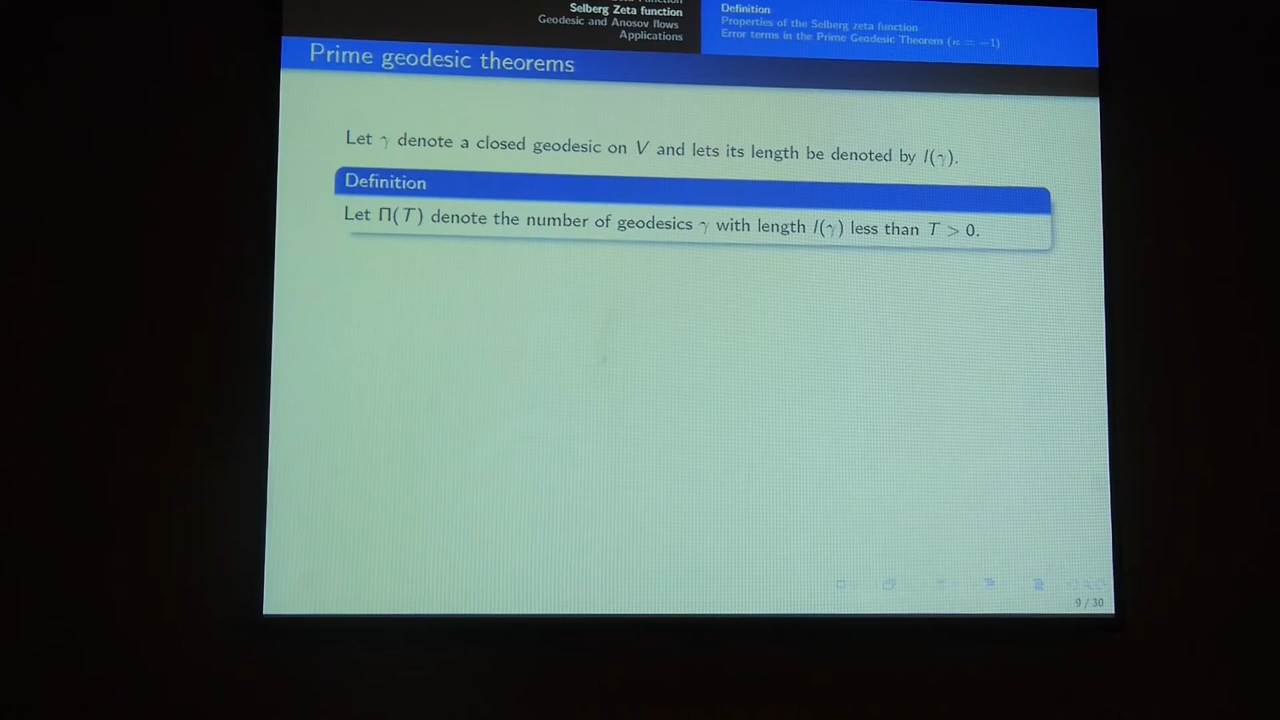 Selberg Zeta function
Geodesic and Anosov flows
Applications
Definition
Properties of the Selberg zeta function
Error terms in the Prime Geodesic Theorem (κ = −1)
Prime geodesic theorems
Let γ denote a closed geodesic on V and lets its length be denoted by l(γ).
Definition
Let Π(T) denote the number of geodesics γ with length l(γ) less than T > 0.
9 / 30